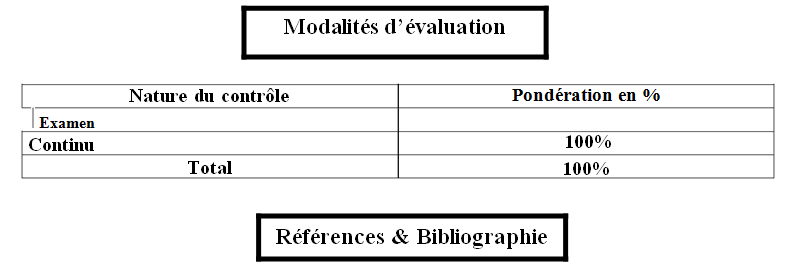 Modalités d'évaluation
Nature du contrôle Pondération en %
Examen
Continu 100%
Total 100%
Références & Bibliographie